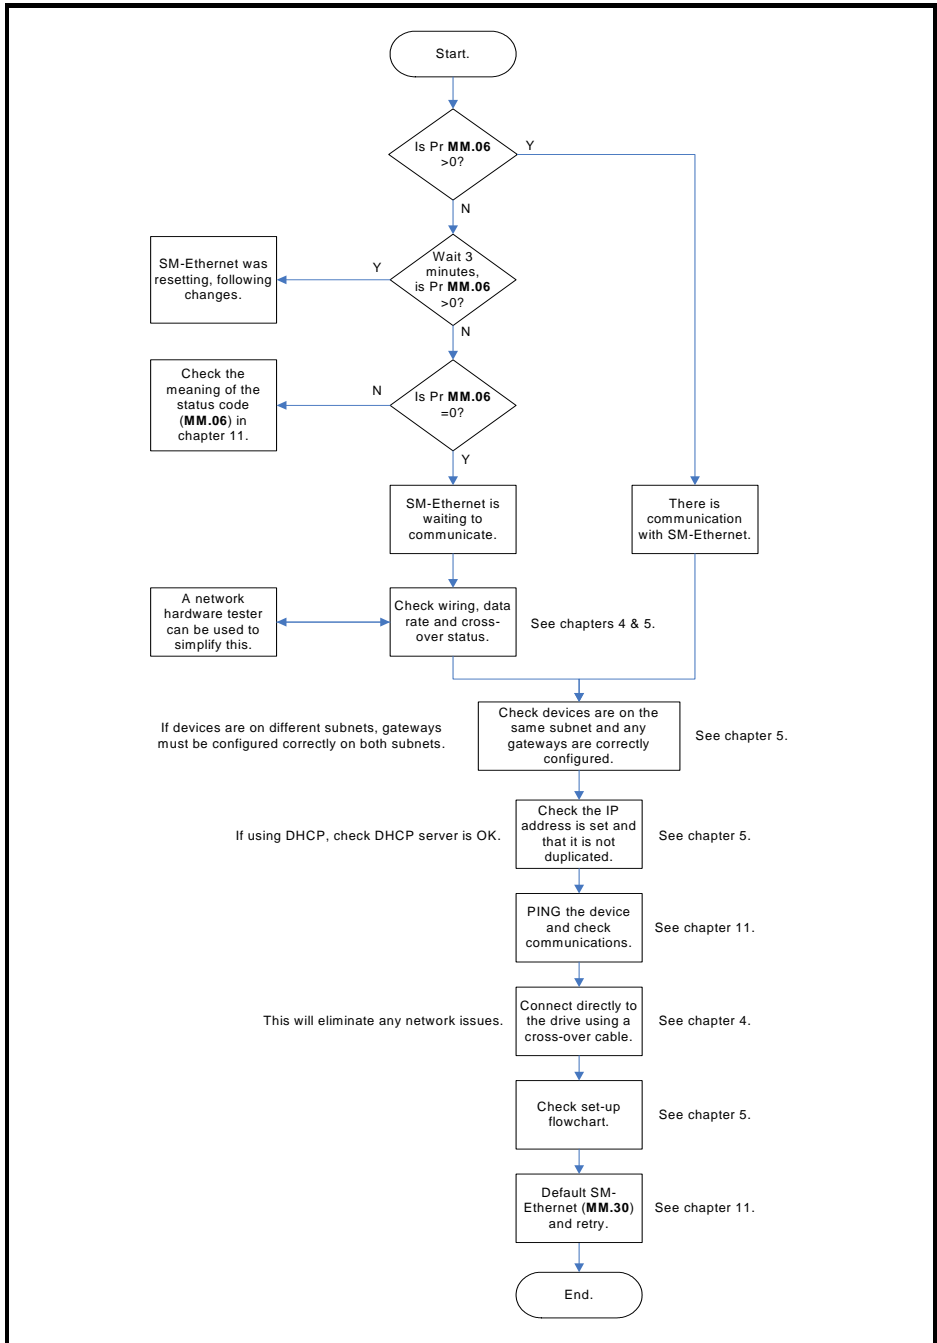 Start.
Is Pr MM.06
>0?
Y
N
Wait 3
minutes,
is Pr MM.06
>0?
Y
SM-Ethernet was
resetting, following
changes.
N
Is Pr MM.06
=0?
N
Check the
meaning of the
status code
(MM.06) in
chapter 11.
Y
SM-Ethernet is
waiting to
communicate.
There is
communication
with SM-Ethernet.
A network
hardware tester
can be used to
simplify this.
Check wiring, data
rate and cross-
over status.
See chapters 4 & 5.
If devices are on different subnets, gateways
must be configured correctly on both subnets.
Check devices are on the
same subnet and any
gateways are correctly
configured.
See chapter 5.
If using DHCP, check DHCP server is OK.
Check the IP
address is set and
that it is not
duplicated.
See chapter 5.
PING the device
and check
communications.
See chapter 11.
This will eliminate any network issues.
Connect directly to
the drive using a
cross-over cable.
See chapter 4.
Check set-up
flowchart.
See chapter 5.
Default SM-
Ethernet (MM.30)
and retry.
See chapter 11.
End.